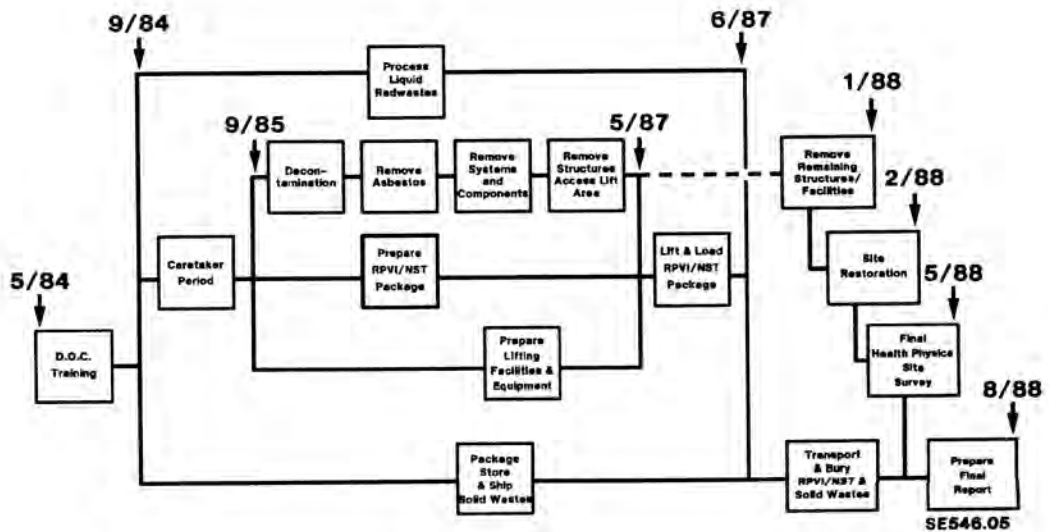 9/84
6/87
Process
Liquid
Radwastes
1/88
9/85
5/87
Decon-
tamination
Remove
Asbestos
Remove
Systems
and
Components
Remove
Structures
Access Lift
Area
Remove
Remaining
Structures/
Facilities
2/88
Caretaker
Period
Prepare
RPVI/NST
Package
Lift & Load
RPVI/NST
Package
Site
Restoration
5/84
5/88
D.O.C.
Training
Prepare
Lifting
Facilities &
Equipment
Final
Health Physics
Site
Survey
8/88
Package
Store
& Ship
Solid Wastes
Transport
& Bury
RPVI/NST &
Solid Wastes
Prepare
Final
Report
SE546.05